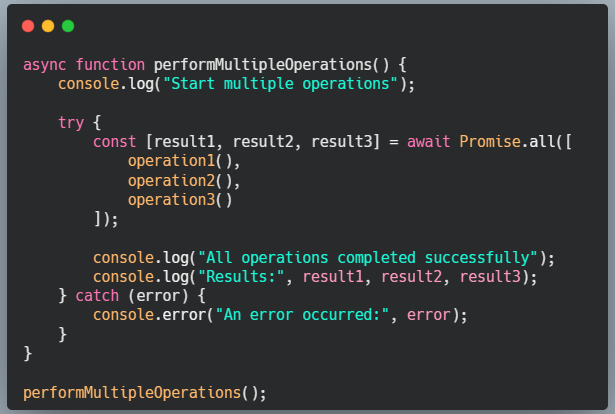 async function performMultipleOperations() {
    console.log("Start multiple operations");

    try {
        const [result1, result2, result3] = await Promise.all([
            operation1(),
            operation2(),
            operation3()
        ]);

        console.log("All operations completed successfully");
        console.log("Results:", result1, result2, result3);
    } catch (error) {
        console.error("An error occurred:", error);
    }
}

performMultipleOperations();